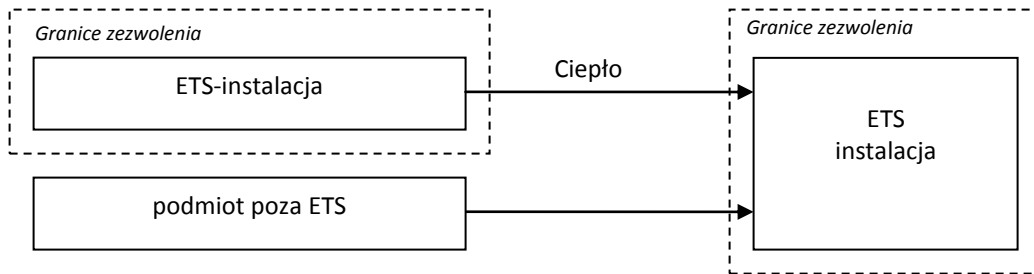 Granice zezwolenia
ETS-instalacja
podmiot poza ETS
Ciepło
Granice zezwolenia
ETS
instalacja